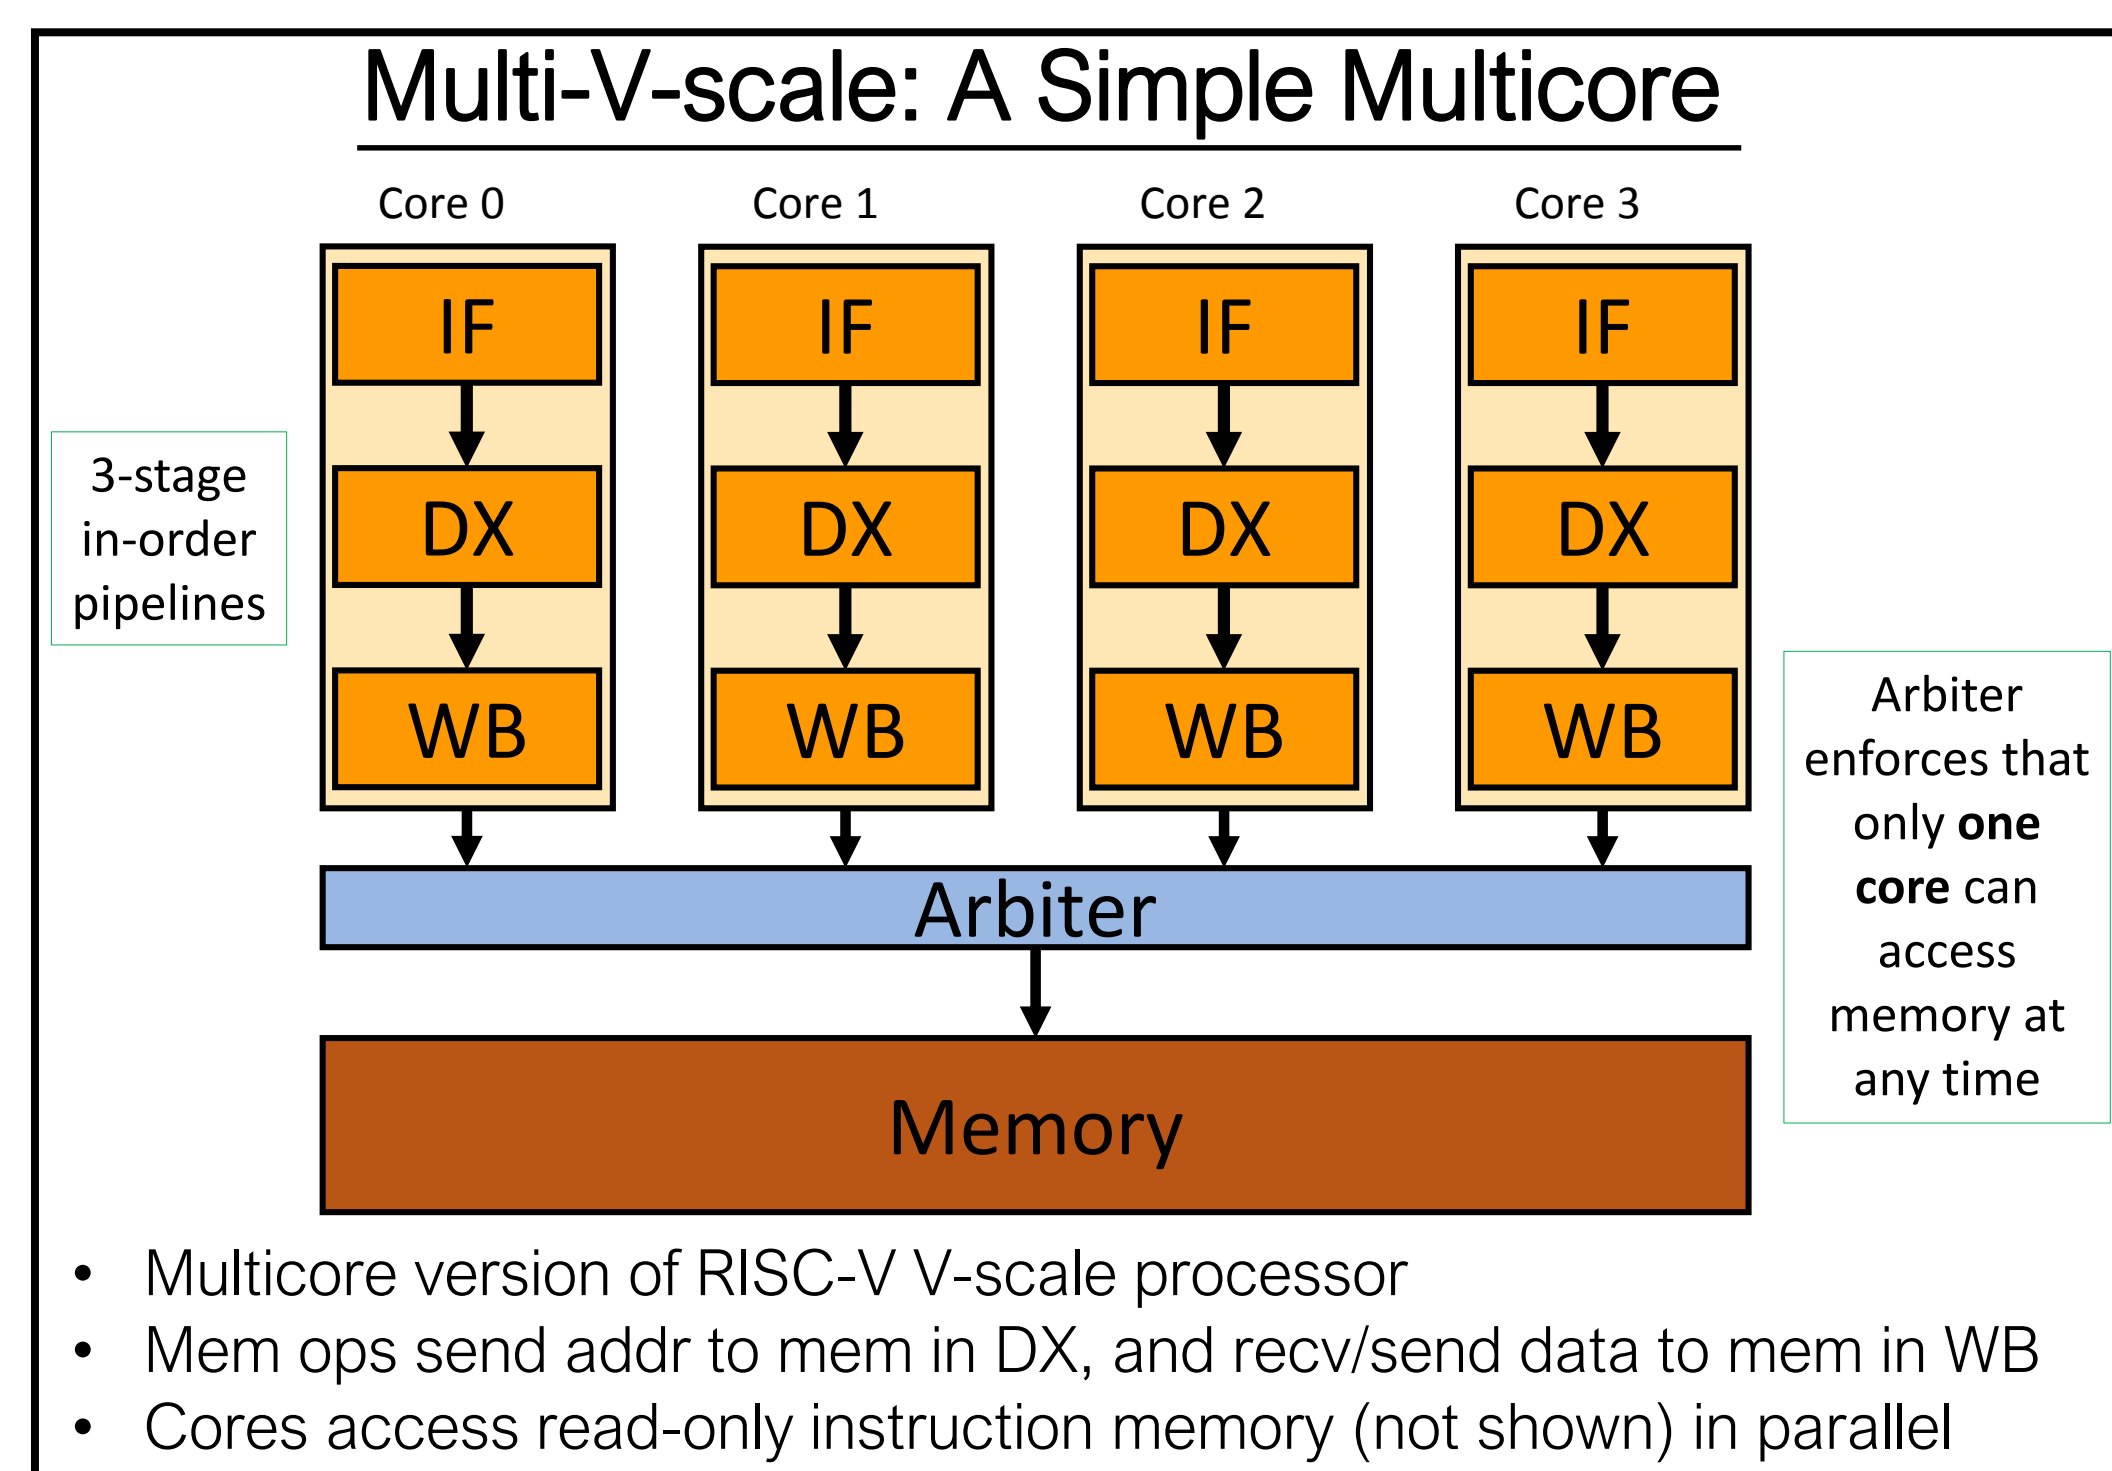 Multi-V-scale: A Simple Multicore
Core 0 Core 1 Core 2 Core 3
IF IF IF IF
3-stage
in-order
pipelines
DX DX DX DX
WB WB WB WB
Arbiter
enforces that
only one
core can
access
memory at
any time
Arbiter
Memory
• Multicore version of RISC-V V-scale processor
• Mem ops send addr to mem in DX, and recv/send data to mem in WB
• Cores access read-only instruction memory (not shown) in parallel